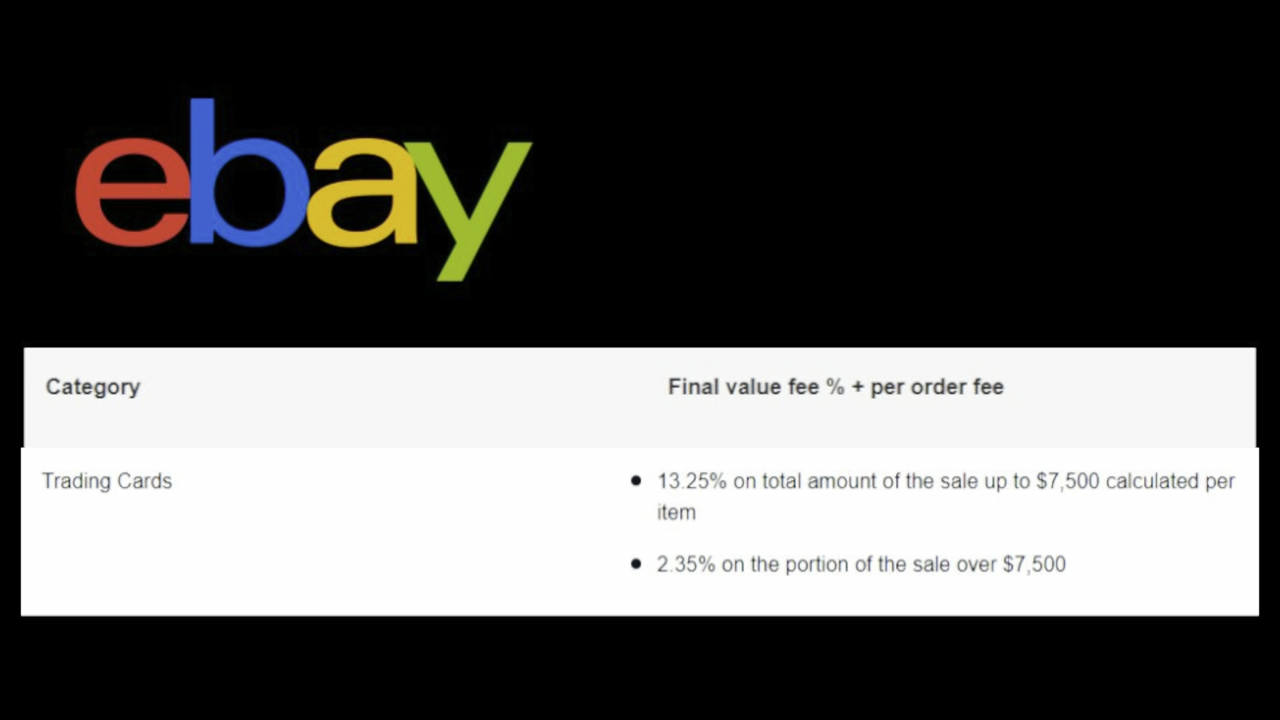 ebay
Category
Final value fee % + per order fee
Trading Cards
13.25% on total amount of the sale up to $7,500 calculated per
item
2.35% on the portion of the sale over $7,500